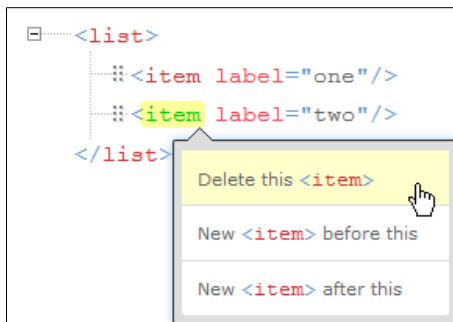 <list>
<item label="one"/>
<item label="two"/>
</list>
Delete this <item>
New <item> before this
New <item> after this